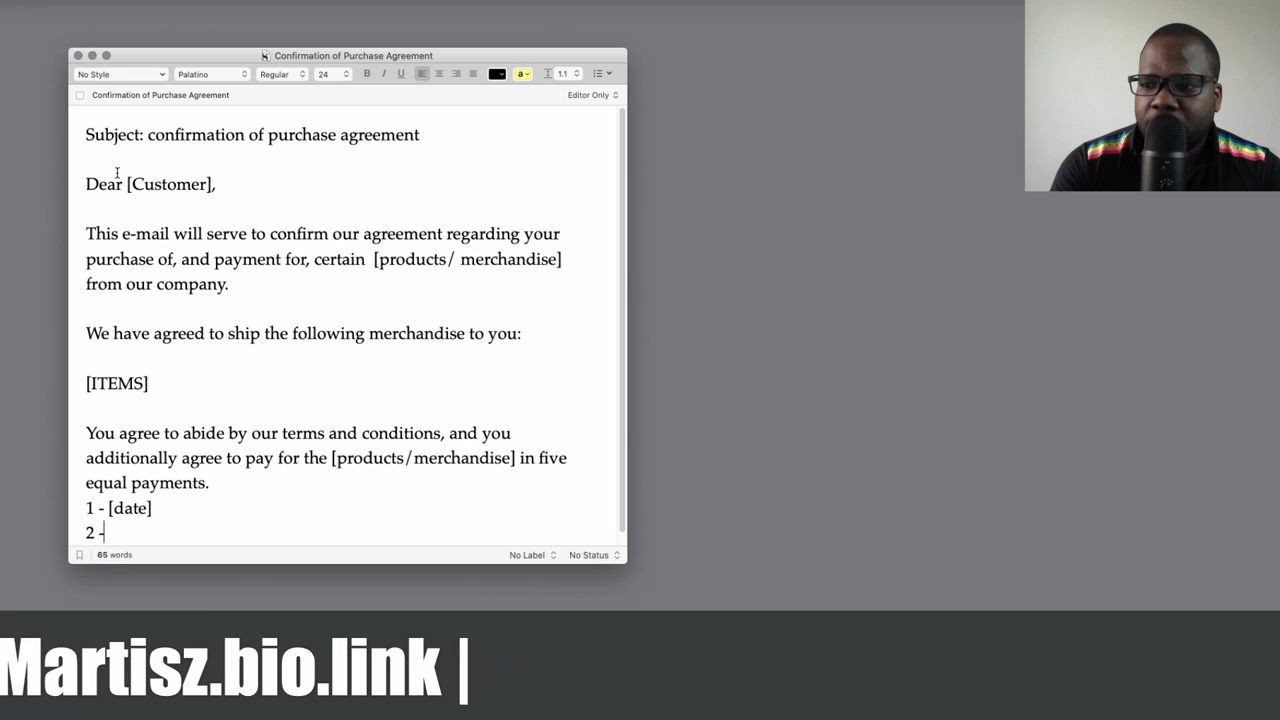 Confirmation of Purchase Agreement
No Style Palatino Regular 24 B I U a 1.1
Confirmation of Purchase Agreement Editor Only
Subject: confirmation of purchase agreement
Dear [Customer],
This e-mail will serve to confirm our agreement regarding your
purchase of, and payment for, certain  [products/ merchandise]
from our company.
We have agreed to ship the following merchandise to you:
[ITEMS]
You agree to abide by our terms and conditions, and you
additionally agree to pay for the [products/merchandise] in five
equal payments.
1 - [date]
2 -
65 words No Label No Status
Martisz.bio.link |